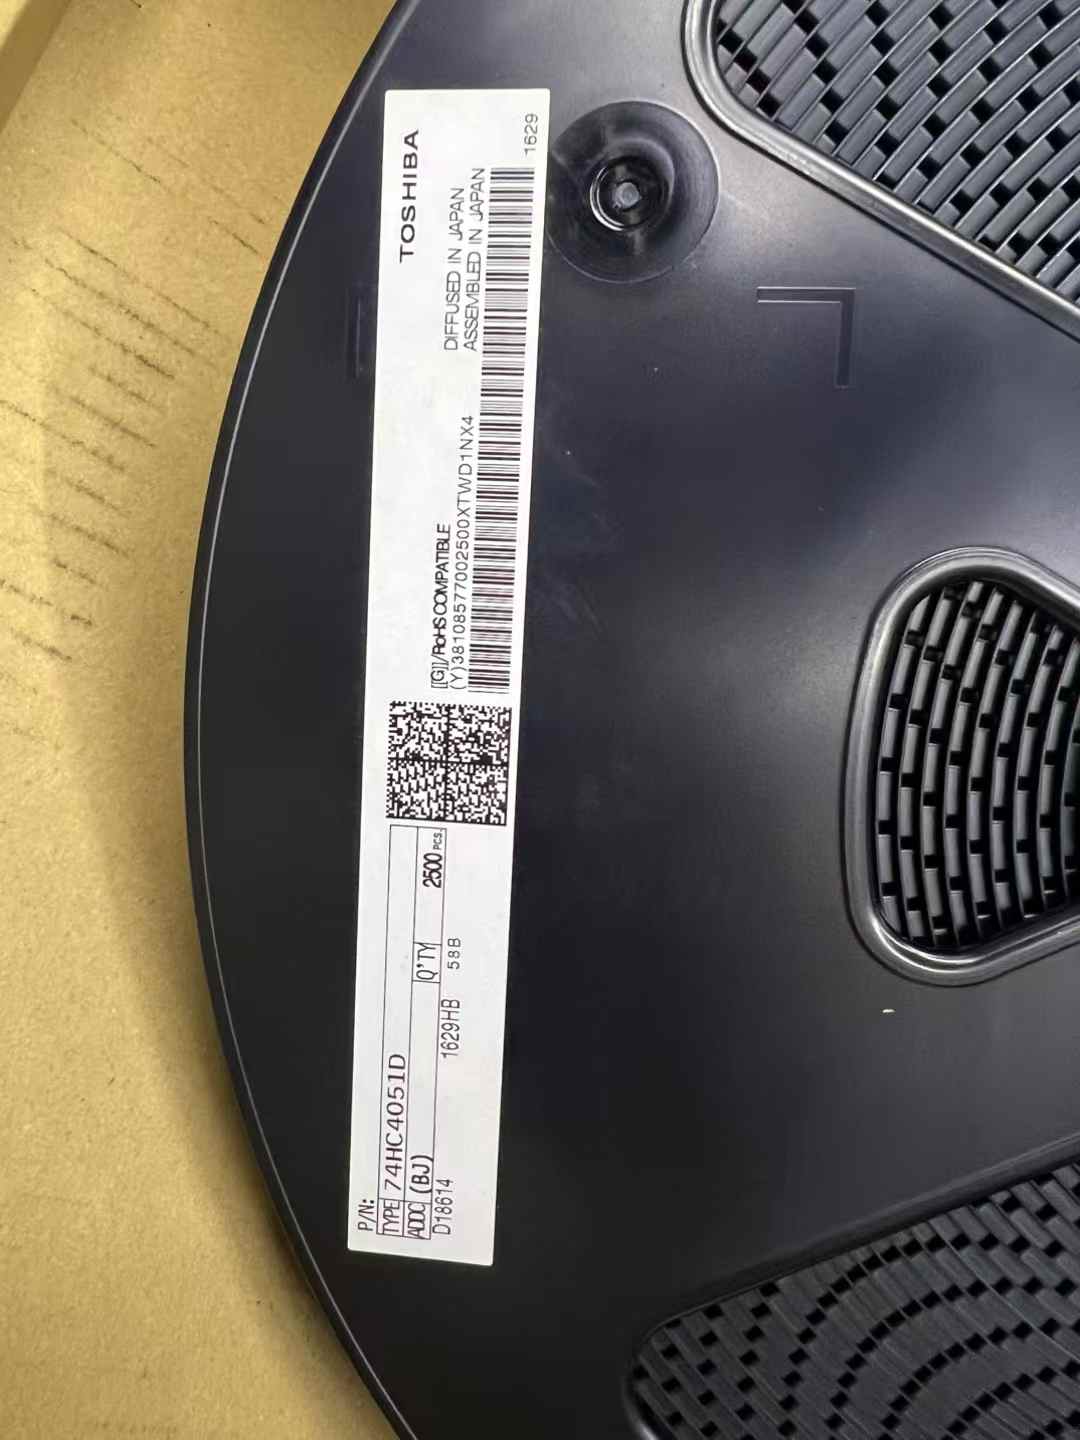 P/N:
TYPE 74HC4051D
ADDC (BJ) Q'TY 2500 PCS.
D18614 1629HB 58B
TOSHIBA
DIFFUSED IN JAPAN
[[G]]/RoHS COMPATIBLE ASSEMBLED IN JAPAN
(Y)38108577002500XTWD1NX4
1629